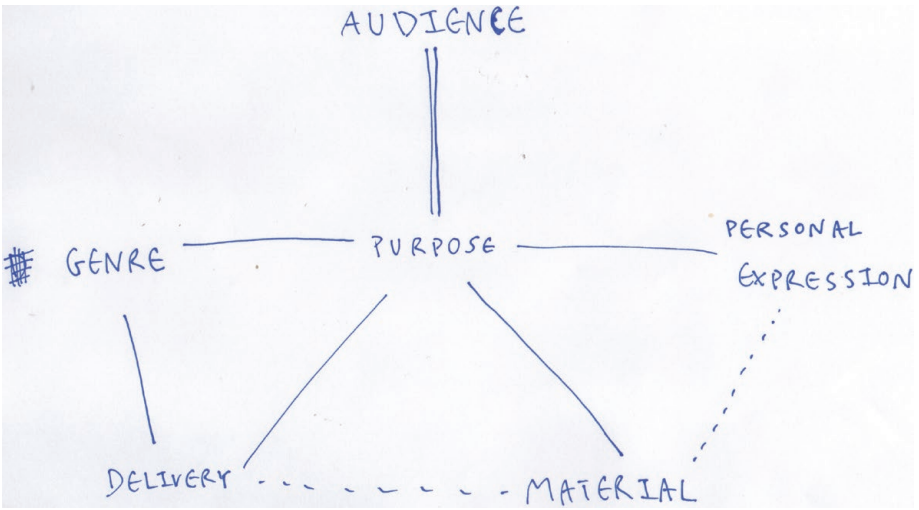 AUDIENCE
GENRE
PURPOSE
PERSONAL
EXPRESSION
DELIVERY
MATERIAL